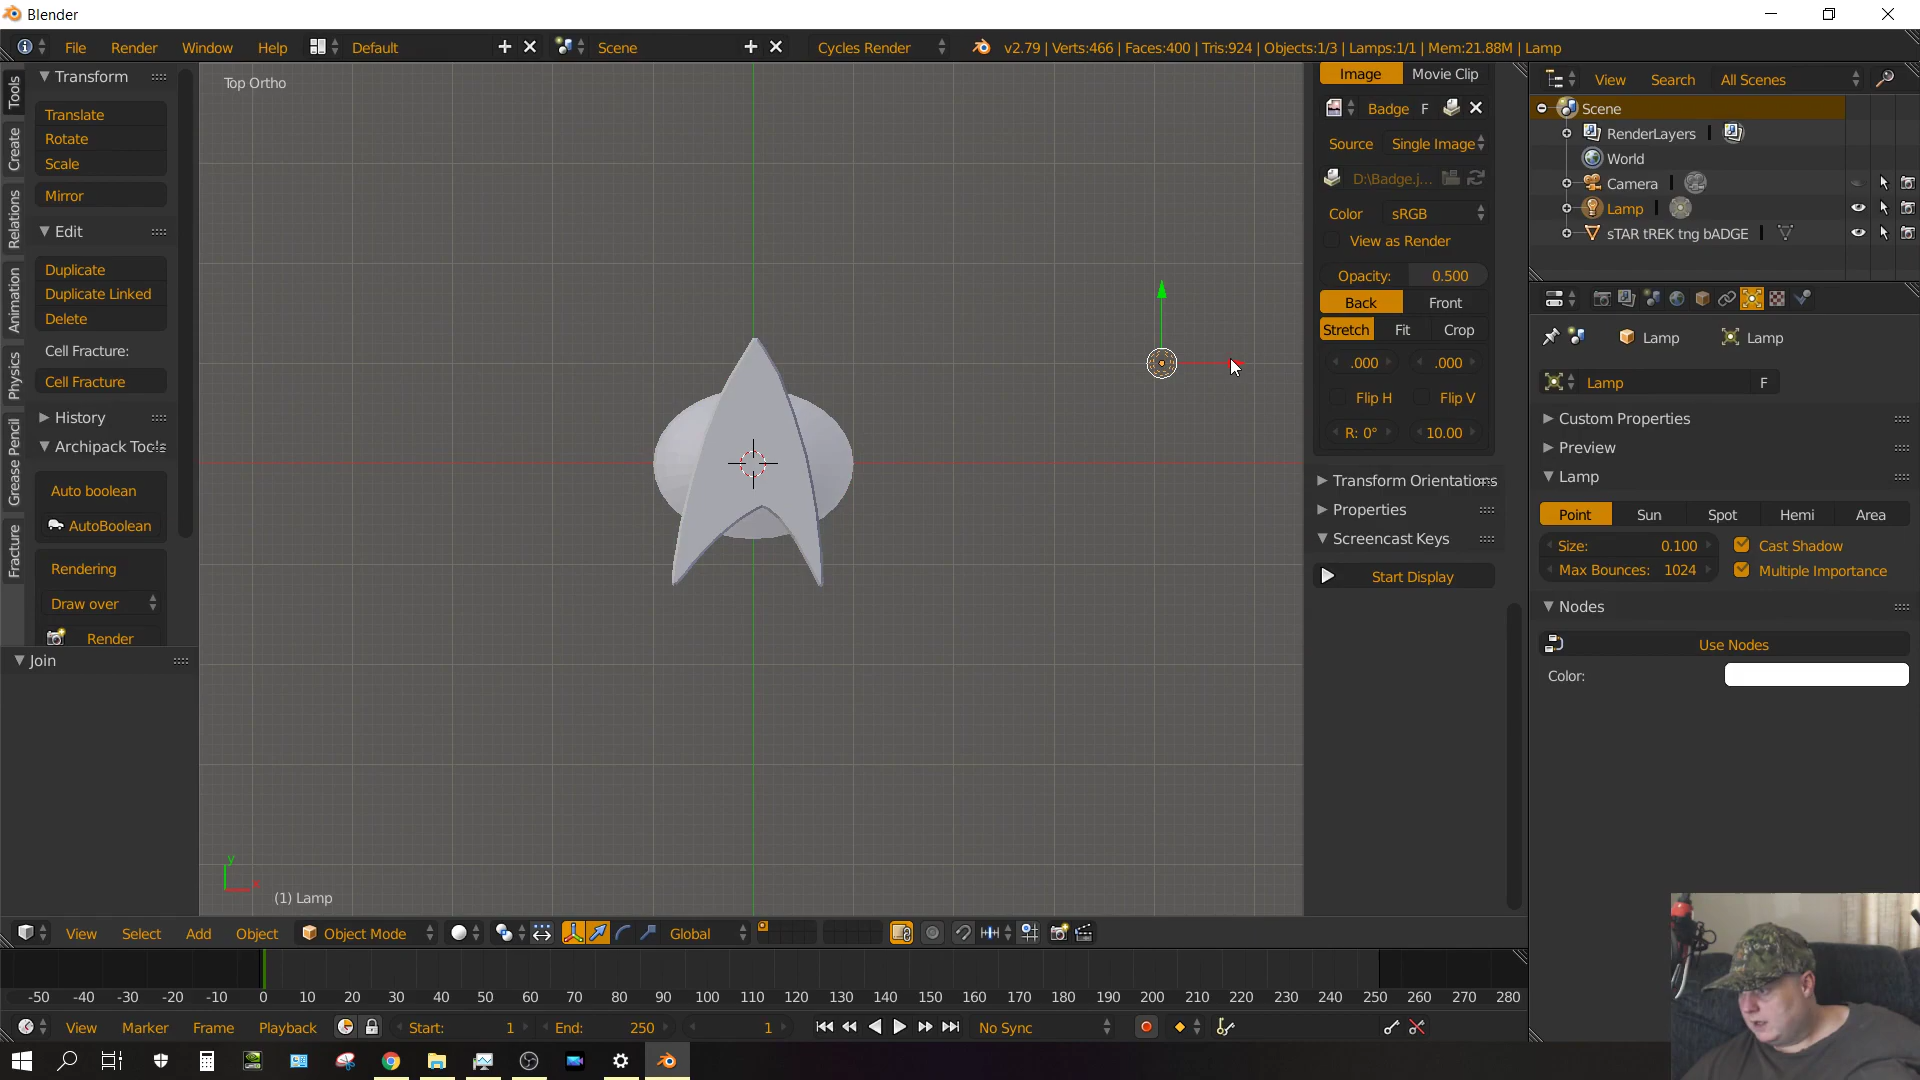 Blender
File Render Window Help Default Scene Cycles Render v2.79 | Verts:466 | Faces:400 | Tris:924 | Objects:1/3 | Lamps:1/1 | Mem:21.88M | Lamp
Tools
Create
Relations
Animation
Physics
Grease Pencil
Fracture
Transform
Translate
Rotate
Scale
Mirror
Edit
Duplicate
Duplicate Linked
Delete
Cell Fracture:
Cell Fracture
History
Archipack Tools
Auto boolean
AutoBoolean
Rendering
Draw over
Render
Join
Top Ortho
y
x
(1) Lamp
Image Movie Clip
Badge F
Source Single Image
D:\Badge.j...
Color sRGB
View as Render
Opacity: 0.500
Back Front
Stretch Fit Crop
.000 .000
Flip H Flip V
R: 0° 10.00
Transform Orientations
Properties
Screencast Keys
Start Display
View Search All Scenes
Scene
RenderLayers
World
Camera
Lamp
sTAR tREK tng bADGE
Lamp Lamp
Lamp F
Custom Properties
Preview
Lamp
Point Sun Spot Hemi Area
Size: 0.100 Cast Shadow
Max Bounces: 1024 Multiple Importance
Nodes
Use Nodes
Color:
View Select Add Object Object Mode Global
-50 -40 -30 -20 -10 0 10 20 30 40 50 60 70 80 90 100 110 120 130 140 150 160 170 180 190 200 210 220 230 240 250 260 270 280
View Marker Frame Playback Start: 1 End: 250 1 No Sync